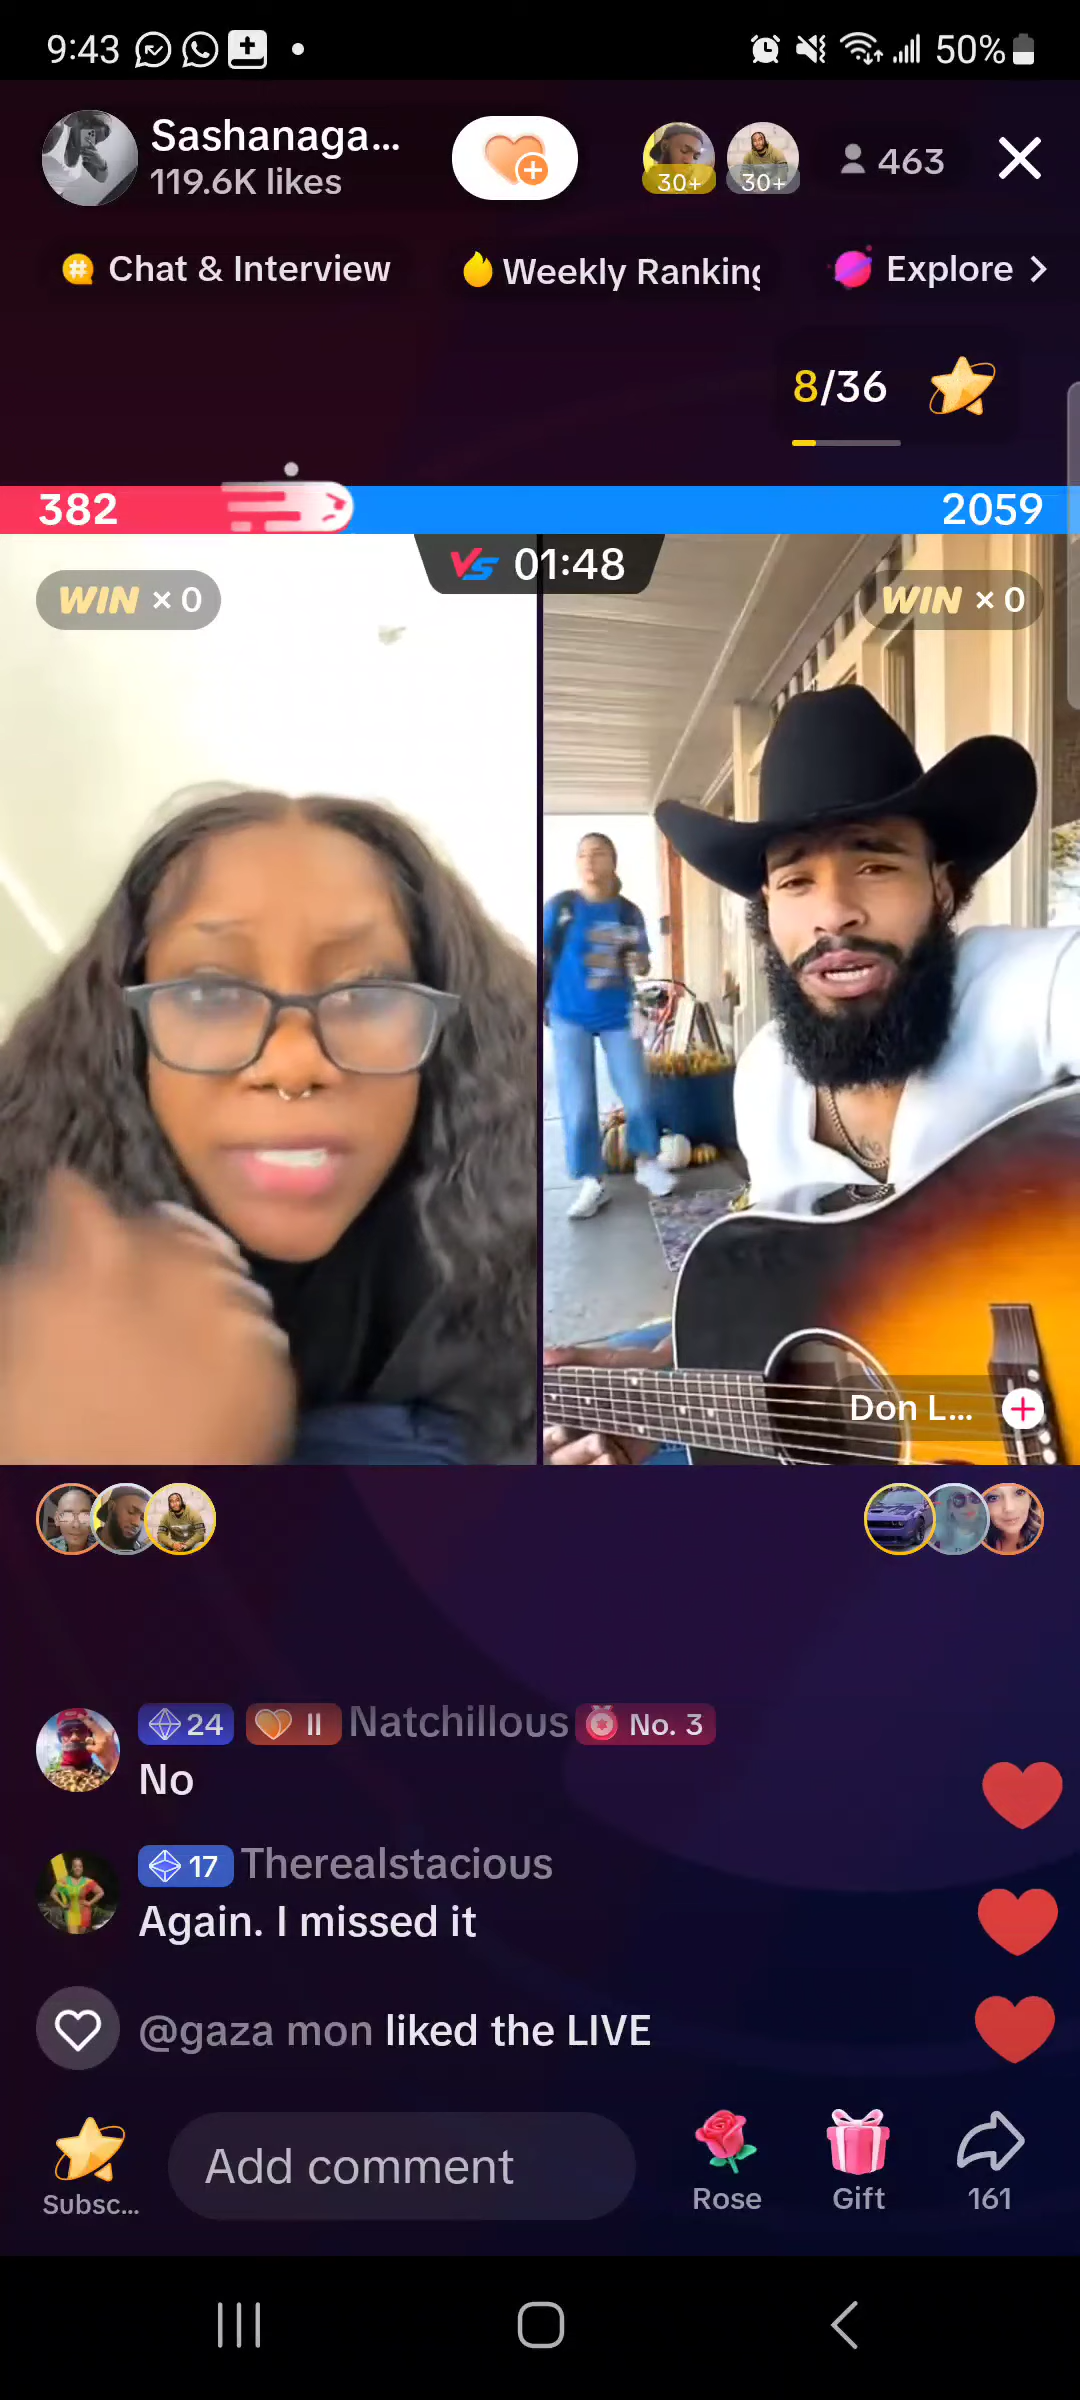 9:43
50%
Sashanaga...
119.6K likes
30+
30+
463
Chat & Interview
Weekly Ranking
Explore
8/36
382
2059
VS 01:48
WIN × 0
WIN × 0
Don L...
24 II Natchillous No. 3
No
17 Therealstacious
Again. I missed it
@gaza mon liked the LIVE
Subsc...
Add comment
Rose
Gift
161